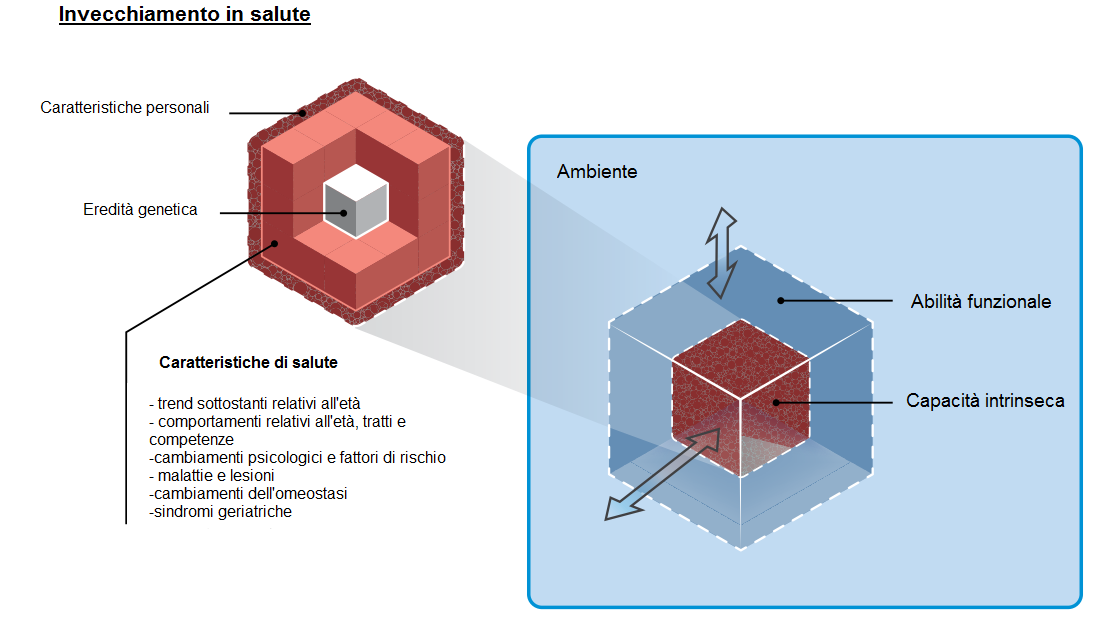 Invecchiamento in salute
Caratteristiche personali
Eredità genetica
Caratteristiche di salute
- trend sottostanti relativi all'età
- comportamenti relativi all'età, tratti e
competenze
-cambiamenti psicologici e fattori di rischio
- malattie e lesioni
-cambiamenti dell'omeostasi
-sindromi geriatriche
Ambiente
Abilità funzionale
Capacità intrinseca